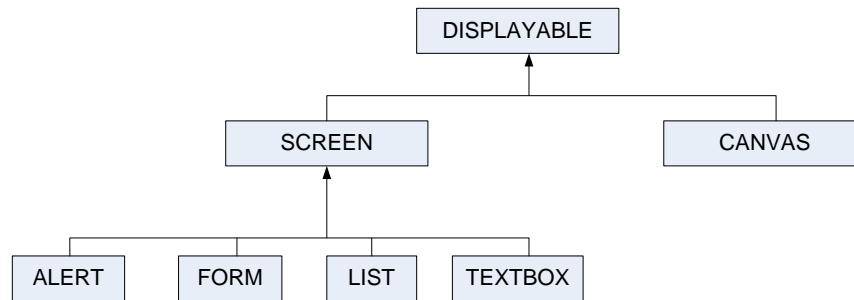 DISPLAYABLE
SCREEN
CANVAS
ALERT
FORM
LIST
TEXTBOX